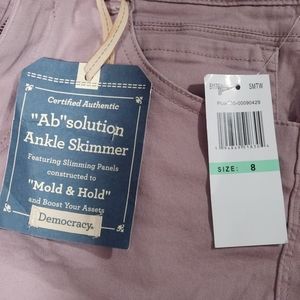 Certified Authentic
"Ab"solution
Ankle Skimmer
Featuring Slimming Panels
constructed to
"Mold & Hold"
and Boost Your Assets
Democracy.
SMTW
SIZE: 8